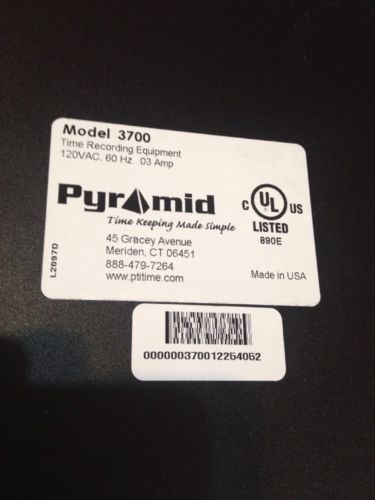 Model 3700
Time Recording Equipment
120VAC, 60 Hz, .03 Amp
Pyramid
Time Keeping Made Simple
45 Gracey Avenue
Meriden, CT 06451
888-479-7264
www.ptitime.com
C UL US
LISTED
890E
Made in USA
L2897D
000000370012254052